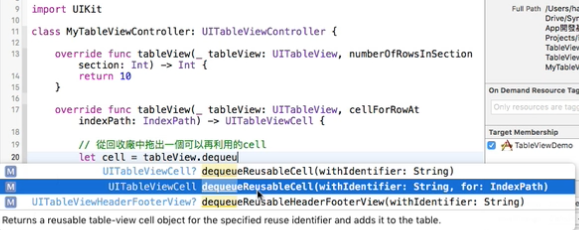 9
10 import UIKit
11 class MyTableViewController: UITableViewController {
12
13 override func tableView(_ tableView: UITableView, numberOfRowsInSection
section: Int) -> Int {
14 return 10
15 }
16
17 override func tableView(_ tableView: UITableView, cellForRowAt
indexPath: IndexPath) -> UITableViewCell {
18
19 // 從回收廠中拖出一個可以再利用的cell
20 let cell = tableView.dequeu
M UITableViewCell? dequeueReusableCell(withIdentifier: String)
M UITableViewCell dequeueReusableCell(withIdentifier: String, for: IndexPath)
M UITableViewHeaderFooterView? dequeueReusableHeaderFooterView(withIdentifier: String)
Returns a reusable table-view cell object for the specified reuse identifier and adds it to the table.
Full Path /Users/ha
Drive/Syn
App開發
Projects/
TableView
TableView
MyTableV
On Demand Resource Tag
Only resources are tagg
Target Membership
TableViewDemo